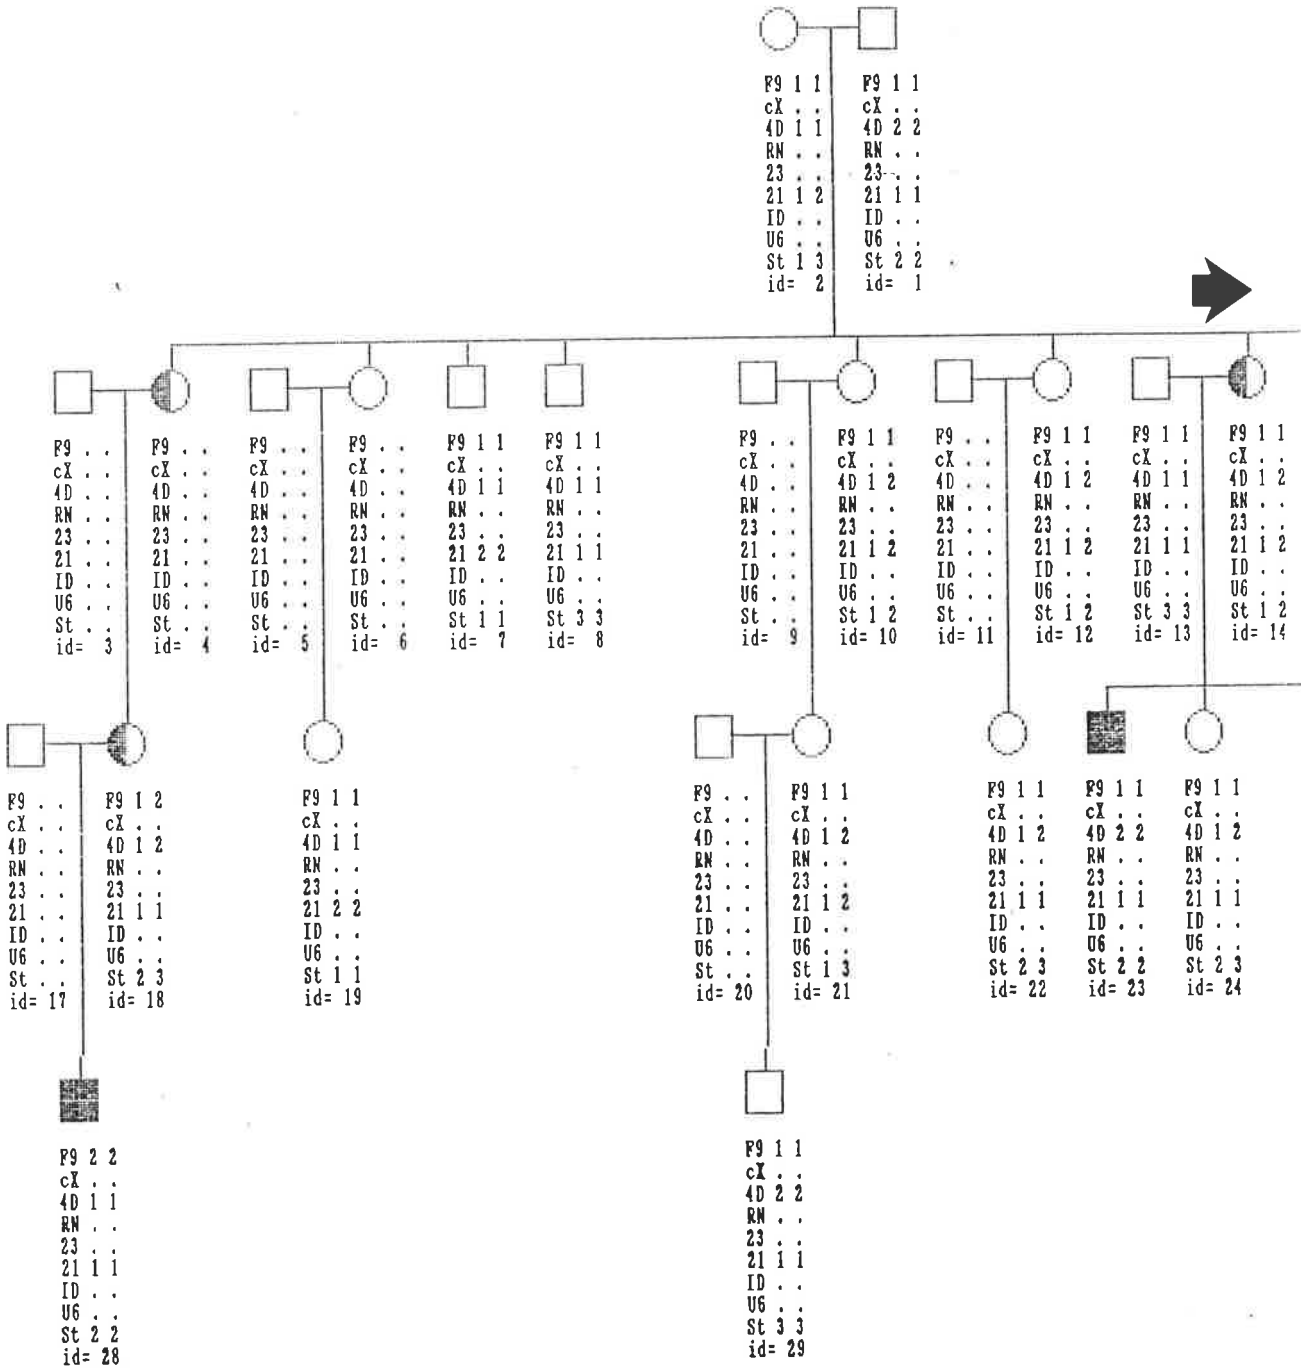 F9 1 1
cX . .
4D 1 1
RN . .
23 . .
21 1 2
ID . .
U6 . .
St 1 3
id= 2
F9 1 1
cX . .
4D 2 2
RN . .
23 . .
21 1 1
ID . .
U6 . .
St 2 2
id= 1
F9 . .
cX . .
4D . .
RN . .
23 . .
21 . .
ID . .
U6 . .
St . .
id= 3
F9 . .
cX . .
4D . .
RN . .
23 . .
21 . .
ID . .
U6 . .
St . .
id= 4
F9 . .
cX . .
4D . .
RN . .
23 . .
21 . .
ID . .
U6 . .
St . .
id= 5
F9 . .
cX . .
4D . .
RN . .
23 . .
21 . .
ID . .
U6 . .
St . .
id= 6
F9 1 1
cX . .
4D 1 1
RN . .
23 . .
21 2 2
ID . .
U6 . .
St 1 1
id= 7
F9 1 1
cX . .
4D 1 1
RN . .
23 . .
21 1 1
ID . .
U6 . .
St 3 3
id= 8
F9 . .
cX . .
4D . .
RN . .
23 . .
21 . .
ID . .
U6 . .
St . .
id= 9
F9 1 1
cX . .
4D 1 2
RN . .
23 . .
21 1 2
ID . .
U6 . .
St 1 2
id= 10
F9 . .
cX . .
4D . .
RN . .
23 . .
21 . .
ID . .
U6 . .
St . .
id= 11
F9 1 1
cX . .
4D 1 2
RN . .
23 . .
21 1 2
ID . .
U6 . .
St 1 2
id= 12
F9 1 1
cX . .
4D 1 1
RN . .
23 . .
21 1 1
ID . .
U6 . .
St 3 3
id= 13
F9 1 1
cX . .
4D 1 2
RN . .
23 . .
21 1 2
ID . .
U6 . .
St 1 2
id= 14
F9 . .
cX . .
4D . .
RN . .
23 . .
21 . .
ID . .
U6 . .
St . .
id= 17
F9 1 2
cX . .
4D 1 2
RN . .
23 . .
21 1 1
ID . .
U6 . .
St 2 3
id= 18
F9 1 1
cX . .
4D 1 1
RN . .
23 . .
21 2 2
ID . .
U6 . .
St 1 1
id= 19
F9 . .
cX . .
4D . .
RN . .
23 . .
21 . .
ID . .
U6 . .
St . .
id= 20
F9 1 1
cX . .
4D 1 2
RN . .
23 . .
21 1 2
ID . .
U6 . .
St 1 3
id= 21
F9 1 1
cX . .
4D 1 2
RN . .
23 . .
21 1 1
ID . .
U6 . .
St 2 3
id= 22
F9 1 1
cX . .
4D 2 2
RN . .
23 . .
21 1 1
ID . .
U6 . .
St 2 2
id= 23
F9 1 1
cX . .
4D 1 2
RN . .
23 . .
21 1 1
ID . .
U6 . .
St 2 3
id= 24
F9 2 2
cX . .
4D 1 1
RN . .
23 . .
21 1 1
ID . .
U6 . .
St 2 2
id= 28
F9 1 1
cX . .
4D 2 2
RN . .
23 . .
21 1 1
ID . .
U6 . .
St 3 3
id= 29